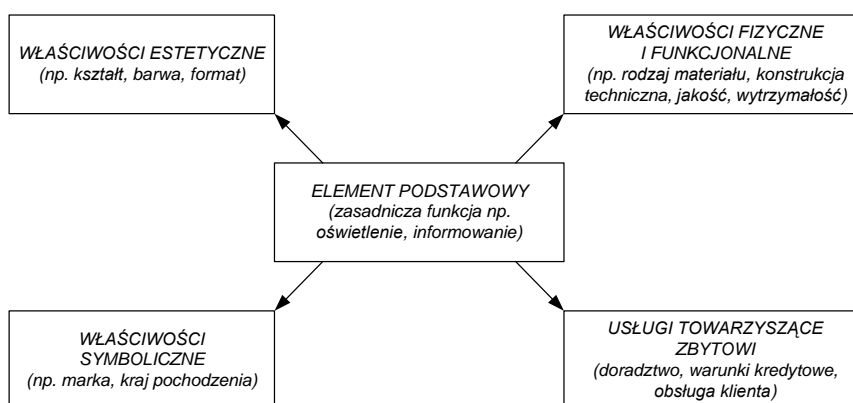 WŁAŚCIWOŚCI ESTETYCZNE
(np. kształt, barwa, format)
WŁAŚCIWOŚCI FIZYCZNE
I FUNKCJONALNE
(np. rodzaj materiału, konstrukcja
techniczna, jakość, wytrzymałość)
ELEMENT PODSTAWOWY
(zasadnicza funkcja np.
oświetlenie, informowanie)
WŁAŚCIWOŚCI
SYMBOLICZNE
(np. marka, kraj pochodzenia)
USŁUGI TOWARZYSZĄCE
ZBYTOWI
(doradztwo, warunki kredytowe,
obsługa klienta)